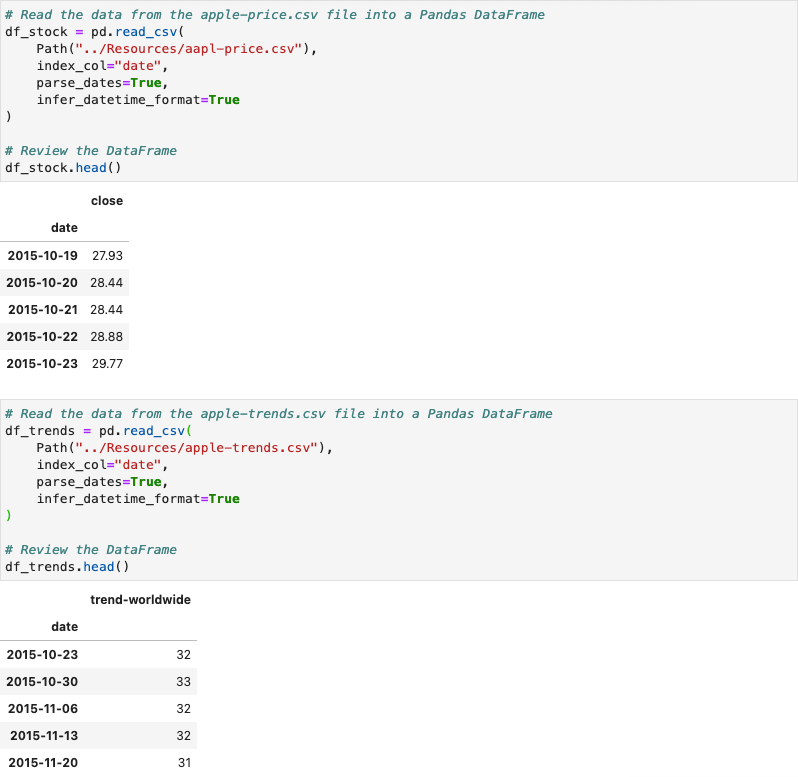 # Read the data from the apple-price.csv file into a Pandas DataFrame
df_stock = pd.read_csv(
    Path("../Resources/aapl-price.csv"),
    index_col="date",
    parse_dates=True,
    infer_datetime_format=True
)
# Review the DataFrame
df_stock.head()
close
date
2015-10-19 27.93
2015-10-20 28.44
2015-10-21 28.44
2015-10-22 28.88
2015-10-23 29.77
# Read the data from the apple-trends.csv file into a Pandas DataFrame
df_trends = pd.read_csv(
    Path("../Resources/apple-trends.csv"),
    index_col="date",
    parse_dates=True,
    infer_datetime_format=True
)
# Review the DataFrame
df_trends.head()
trend-worldwide
date
2015-10-23 32
2015-10-30 33
2015-11-06 32
2015-11-13 32
2015-11-20 31